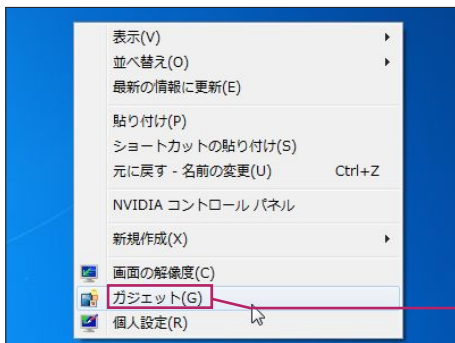 表示(V)
並べ替え(O)
最新の情報に更新(E)
貼り付け(P)
ショートカットの貼り付け(S)
元に戻す - 名前の変更(U) Ctrl+Z
NVIDIA コントロール パネル
新規作成(X)
画面の解像度(C)
ガジェット(G)
個人設定(R)